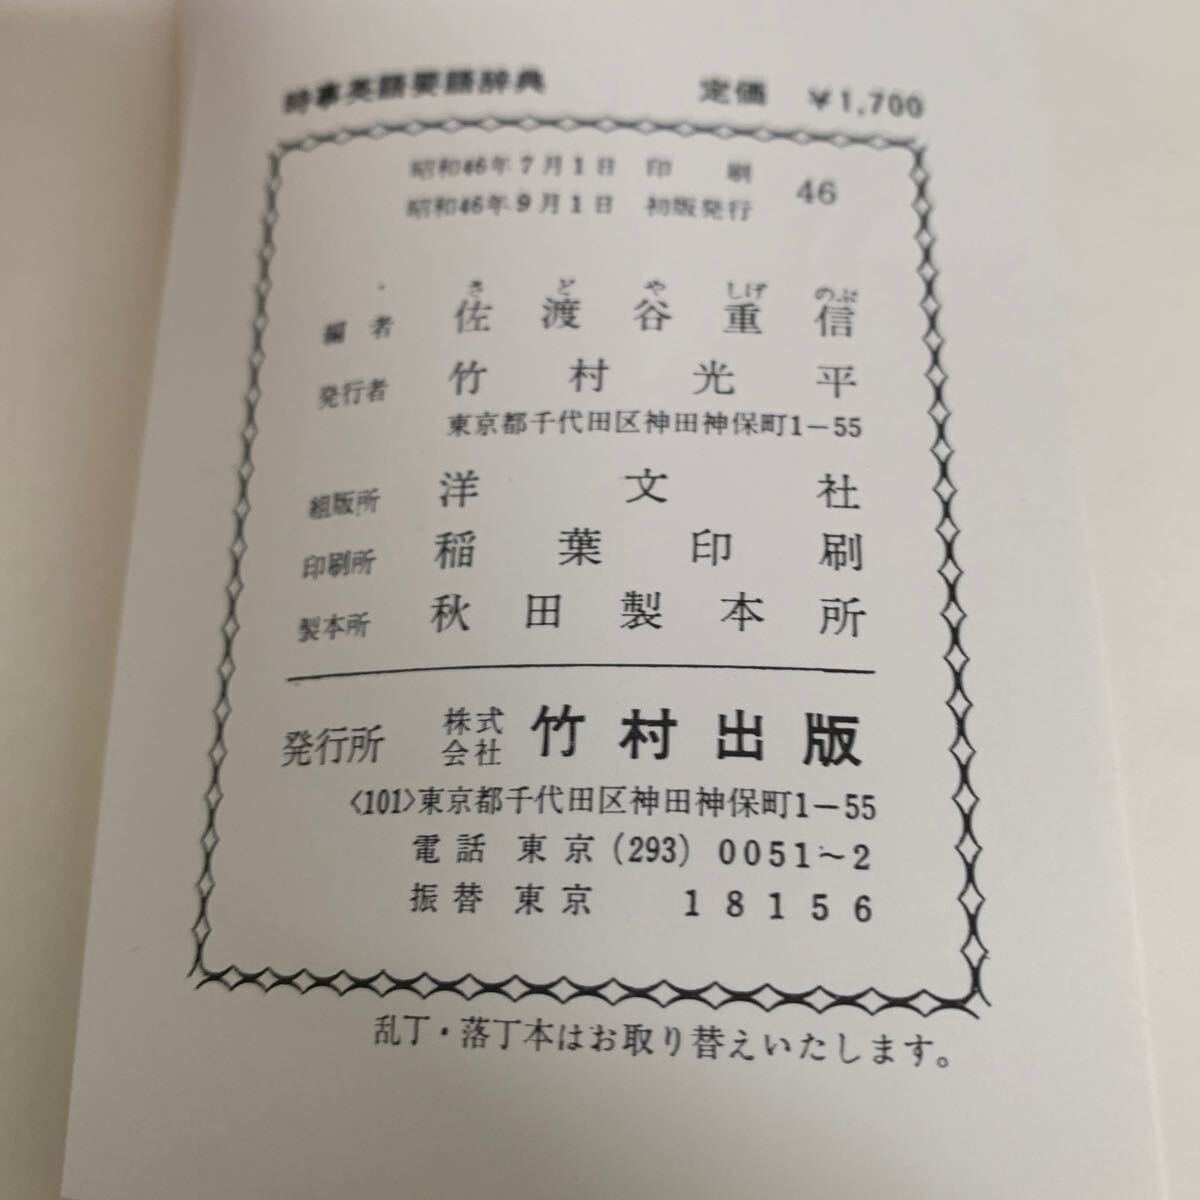 時事英語要語辞典 定価 ¥1,700
昭和46年7月1日 印刷
昭和46年9月1日 初版発行 46
さどやしげのぶ
編者 佐渡谷重信
発行者 竹村光平
東京都千代田区神田神保町1-55
組版所 洋文社
印刷所 稲葉印刷
製本所 秋田製本所
発行所 株式会社 竹村出版
〈101〉東京都千代田区神田神保町1-55
電話 東京 (293) 0051~2
振替 東京 18156
乱丁・落丁本はお取り替えいたします。